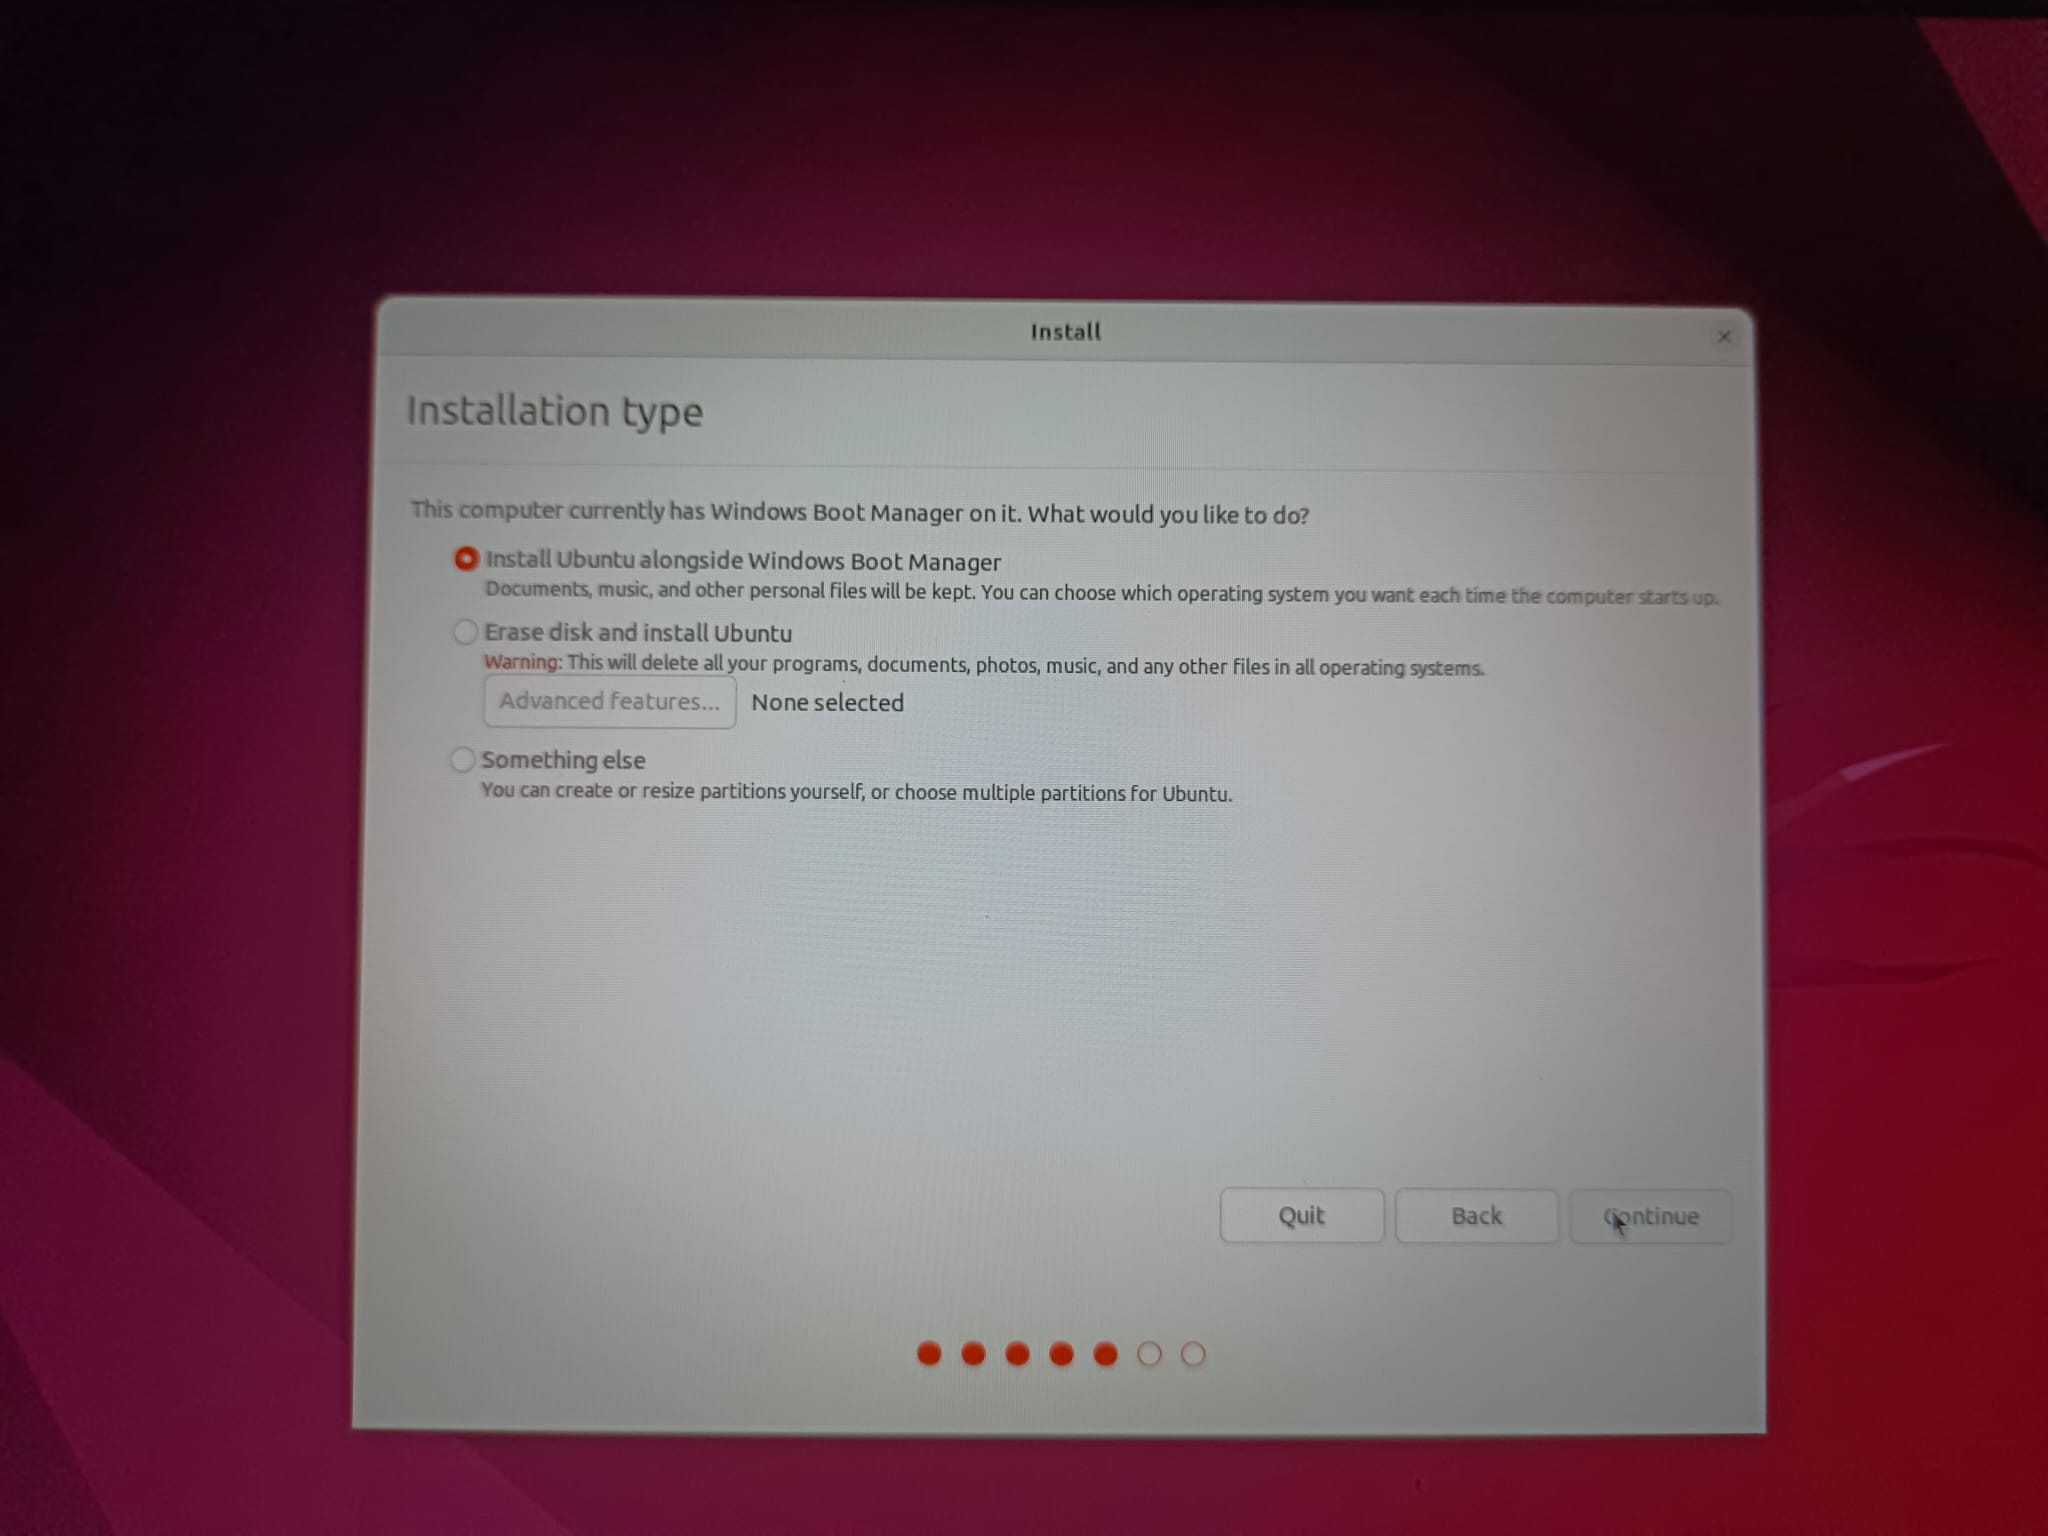 Install
Installation type
This computer currently has Windows Boot Manager on it. What would you like to do?
Install Ubuntu alongside Windows Boot Manager
Documents, music, and other personal files will be kept. You can choose which operating system you want each time the computer starts up.
Erase disk and install Ubuntu
Warning: This will delete all your programs, documents, photos, music, and any other files in all operating systems.
Advanced features... None selected
Something else
You can create or resize partitions yourself, or choose multiple partitions for Ubuntu.
Quit Back Continue